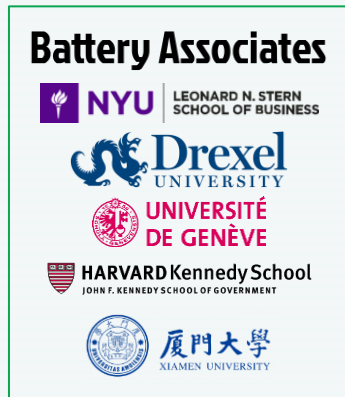 Battery Associates
NYU
LEONARD N. STERN
SCHOOL OF BUSINESS
Drexel
UNIVERSITY
UNIVERSITÉ
DE GENÈVE
HARVARD Kennedy School
JOHN F. KENNEDY SCHOOL OF GOVERNMENT
厦門大學
XIAMEN UNIVERSITY